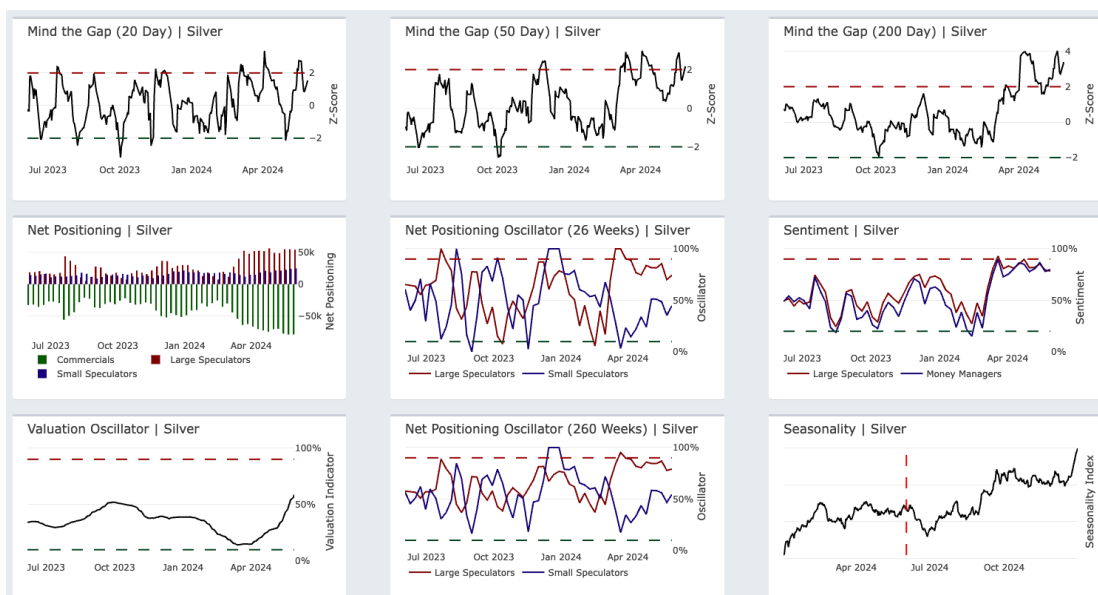 Mind the Gap (20 Day) | Silver
2
0
−2
Z-Score
Jul 2023
Oct 2023
Jan 2024
Apr 2024
Mind the Gap (50 Day) | Silver
2
0
−2
Z-Score
Jul 2023
Oct 2023
Jan 2024
Apr 2024
Mind the Gap (200 Day) | Silver
4
2
0
−2
Z-Score
Jul 2023
Oct 2023
Jan 2024
Apr 2024
Net Positioning | Silver
50k
0
−50k
Net Positioning
Jul 2023
Oct 2023
Jan 2024
Apr 2024
Commercials
Large Speculators
Small Speculators
Net Positioning Oscillator (26 Weeks) | Silver
100%
50%
0%
Oscillator
Jul 2023
Oct 2023
Jan 2024
Apr 2024
Large Speculators
Small Speculators
Sentiment | Silver
100%
50%
0%
Sentiment
Jul 2023
Oct 2023
Jan 2024
Apr 2024
Large Speculators
Money Managers
Valuation Oscillator | Silver
100%
50%
0%
Valuation Indicator
Jul 2023
Oct 2023
Jan 2024
Apr 2024
Net Positioning Oscillator (260 Weeks) | Silver
100%
50%
0%
Oscillator
Jul 2023
Oct 2023
Jan 2024
Apr 2024
Large Speculators
Small Speculators
Seasonality | Silver
Seasonality Index
Apr 2024
Jul 2024
Oct 2024